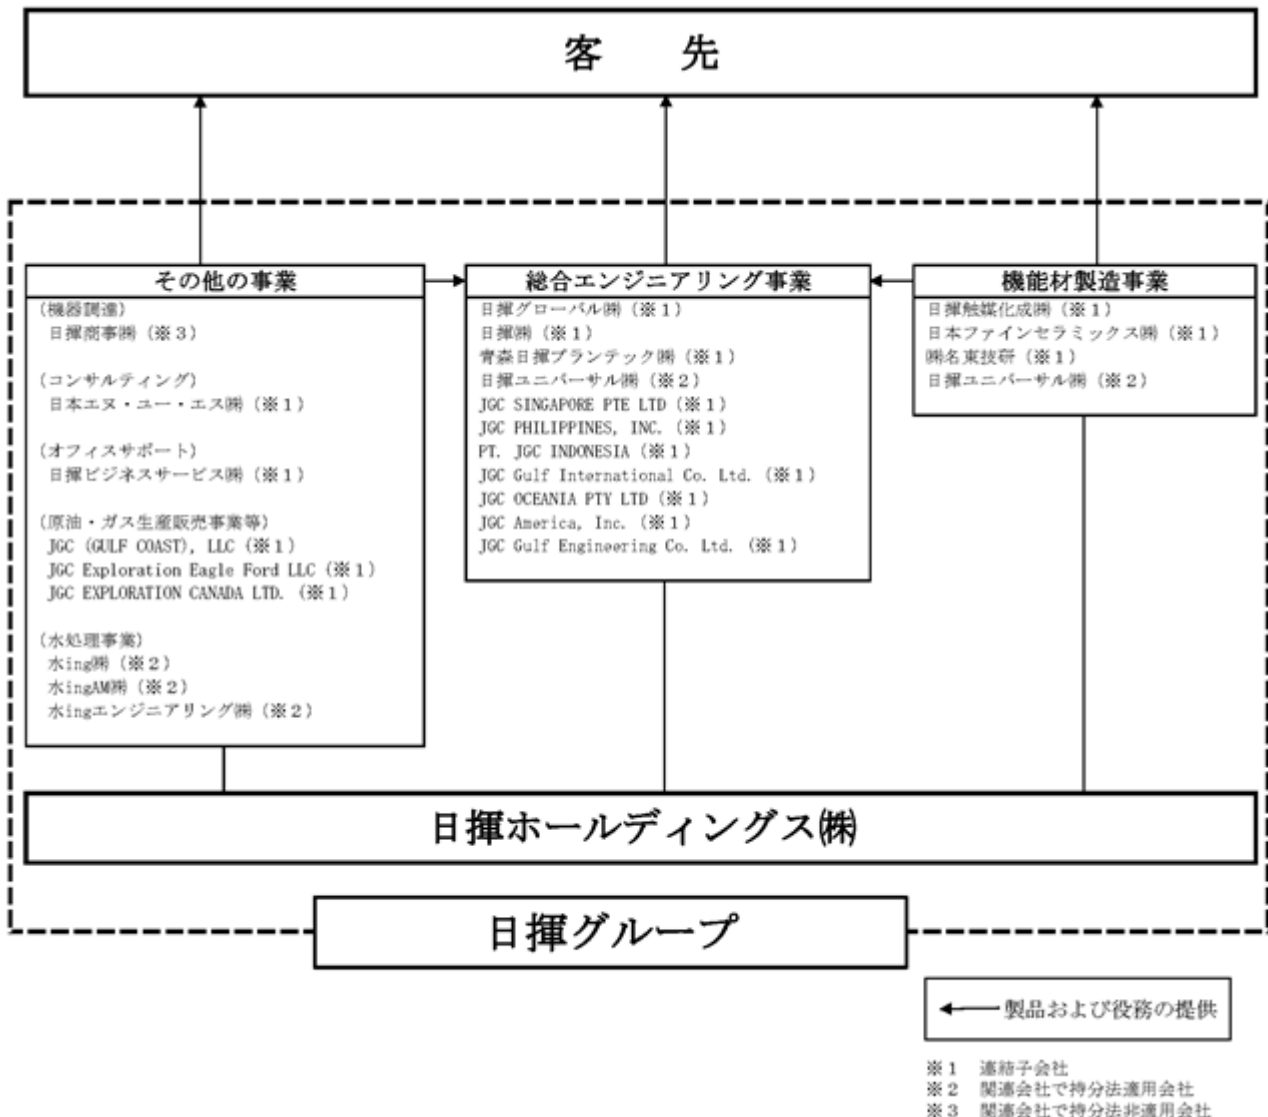 客　先
その他の事業
(機器調達)
日揮商事㈱ (※３)
(コンサルティング)
日本エヌ・ユー・エス㈱ (※１)
(オフィスサポート)
日揮ビジネスサービス㈱ (※１)
(原油・ガス生産販売事業等)
JGC (GULF COAST), LLC (※１)
JGC Exploration Eagle Ford LLC (※１)
JGC EXPLORATION CANADA LTD. (※１)
(水処理事業)
水ing㈱ (※２)
水ingAM㈱ (※２)
水ingエンジニアリング㈱ (※２)
総合エンジニアリング事業
日揮グローバル㈱ (※１)
日揮㈱ (※１)
青森日揮プランテック㈱ (※１)
日揮ユニバーサル㈱ (※２)
JGC SINGAPORE PTE LTD (※１)
JGC PHILIPPINES, INC. (※１)
PT. JGC INDONESIA (※１)
JGC Gulf International Co. Ltd. (※１)
JGC OCEANIA PTY LTD (※１)
JGC America, Inc. (※１)
JGC Gulf Engineering Co. Ltd. (※１)
機能材製造事業
日揮触媒化成㈱ (※１)
日本ファインセラミックス㈱ (※１)
㈱名東技研 (※１)
日揮ユニバーサル㈱ (※２)
日揮ホールディングス㈱
日揮グループ
製品および役務の提供
※１　連結子会社
※２　関連会社で持分法適用会社
※３　関連会社で持分法非適用会社